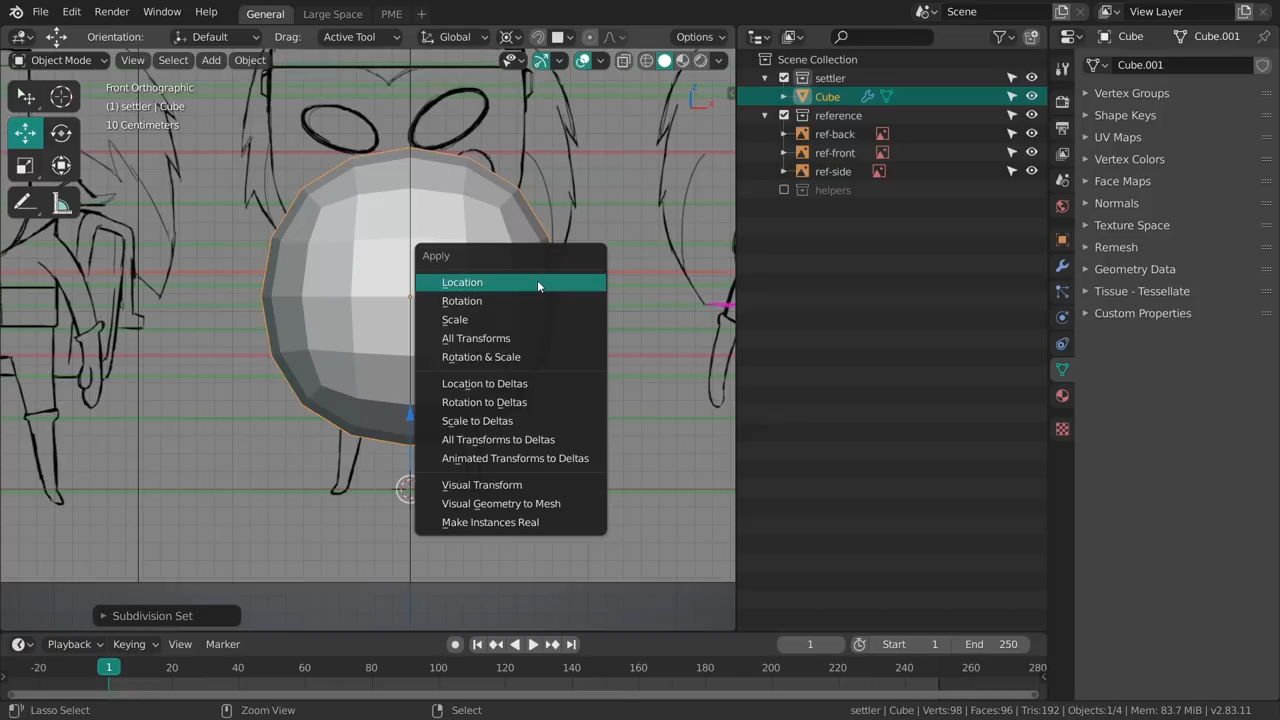 File Edit Render Window Help General Large Space PME + Scene View Layer
Orientation: Default Drag: Active Tool Global Options
Object Mode View Select Add Object
Front Orthographic
(1) settler | Cube
10 Centimeters
Z
X
Apply
Location
Rotation
Scale
All Transforms
Rotation & Scale
Location to Deltas
Rotation to Deltas
Scale to Deltas
All Transforms to Deltas
Animated Transforms to Deltas
Visual Transform
Visual Geometry to Mesh
Make Instances Real
Subdivision Set
Scene Collection
settler
Cube
reference
ref-back
ref-front
ref-side
helpers
Cube Cube.001
Cube.001
Vertex Groups
Shape Keys
UV Maps
Vertex Colors
Face Maps
Normals
Texture Space
Remesh
Geometry Data
Tissue - Tessellate
Custom Properties
Playback Keying View Marker 1 Start 1 End 250
-20 1 20 40 60 80 100 120 140 160 180 200 220 240 260 280
Lasso Select Zoom View Select settler | Cube | Verts:98 | Faces:96 | Tris:192 | Objects:1/4 | Mem: 83.7 MiB | v2.83.11